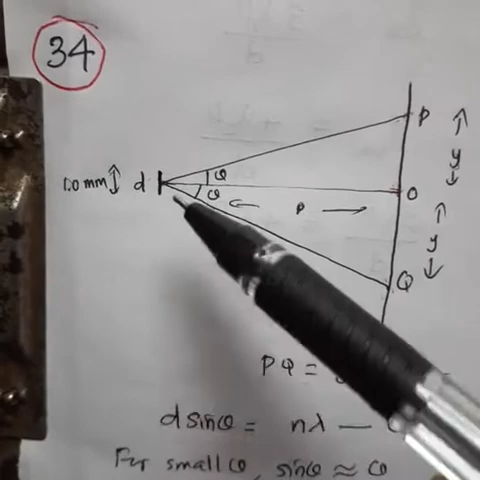 34
P
y
1.0 mm d θ
θ D O
y
Q
PQ =
d sinθ = nλ —
For small θ, sinθ ≈ θ